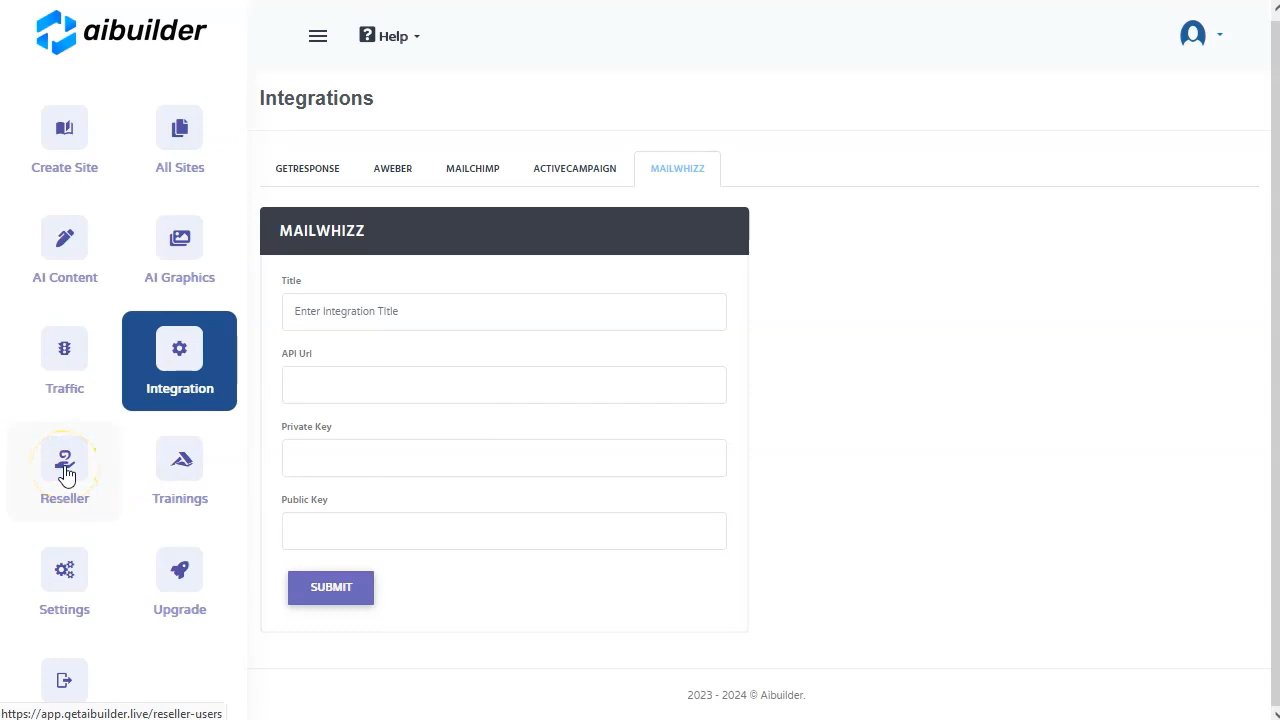 aibuilder
Help
Create Site
All Sites
AI Content
AI Graphics
Traffic
Integration
Reseller
Trainings
Settings
Upgrade
Integrations
GETRESPONSE
AWEBER
MAILCHIMP
ACTIVECAMPAIGN
MAILWHIZZ
MAILWHIZZ
Title
Enter Integration Title
API Url
Private Key
Public Key
SUBMIT
2023 - 2024 © Aibuilder.
https://app.getaibuilder.live/reseller-users